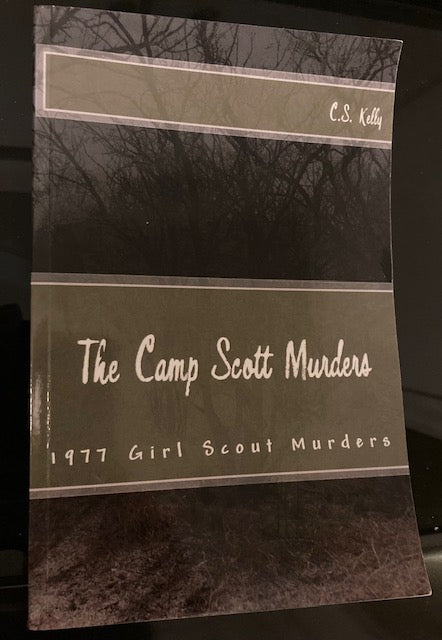 C.S. Kelly
The Camp Scott Murders
1977 Girl Scout Murders